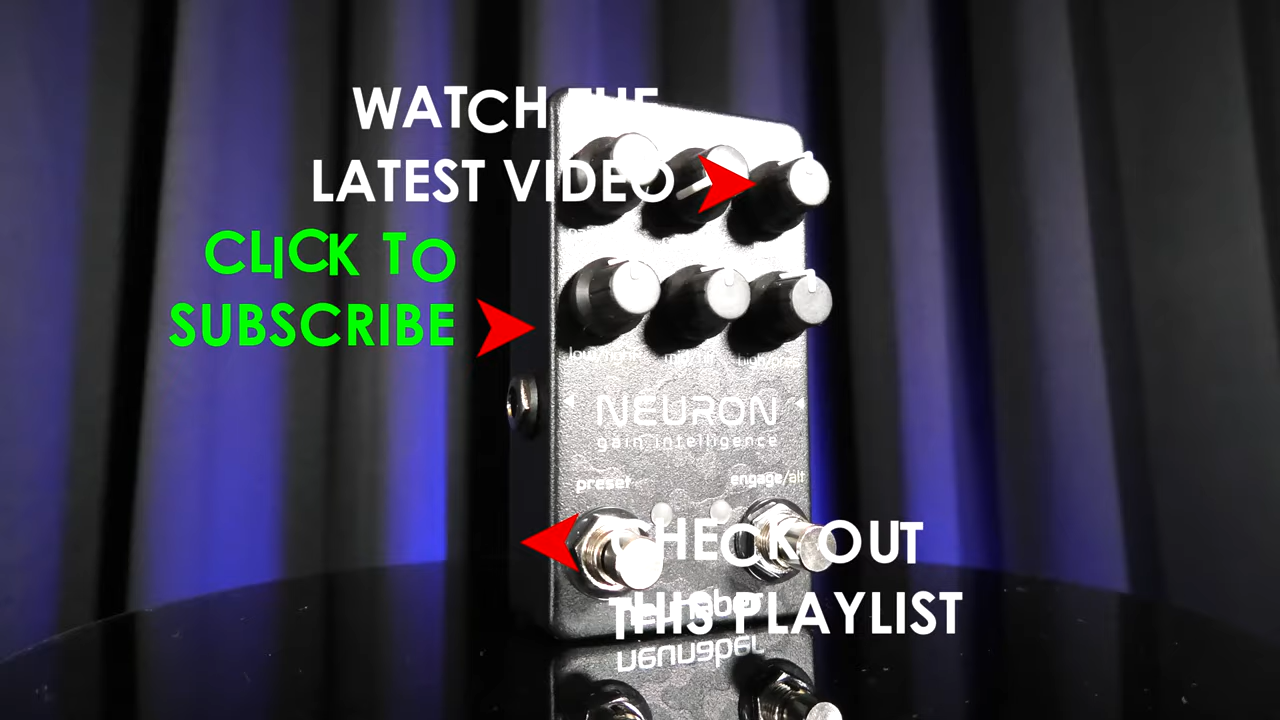 WATCH THE
LATEST VIDEO
CLICK TO
SUBSCRIBE
NEURON
gain intelligence
preset
engage/alt
CHECK OUT
THIS PLAYLIST